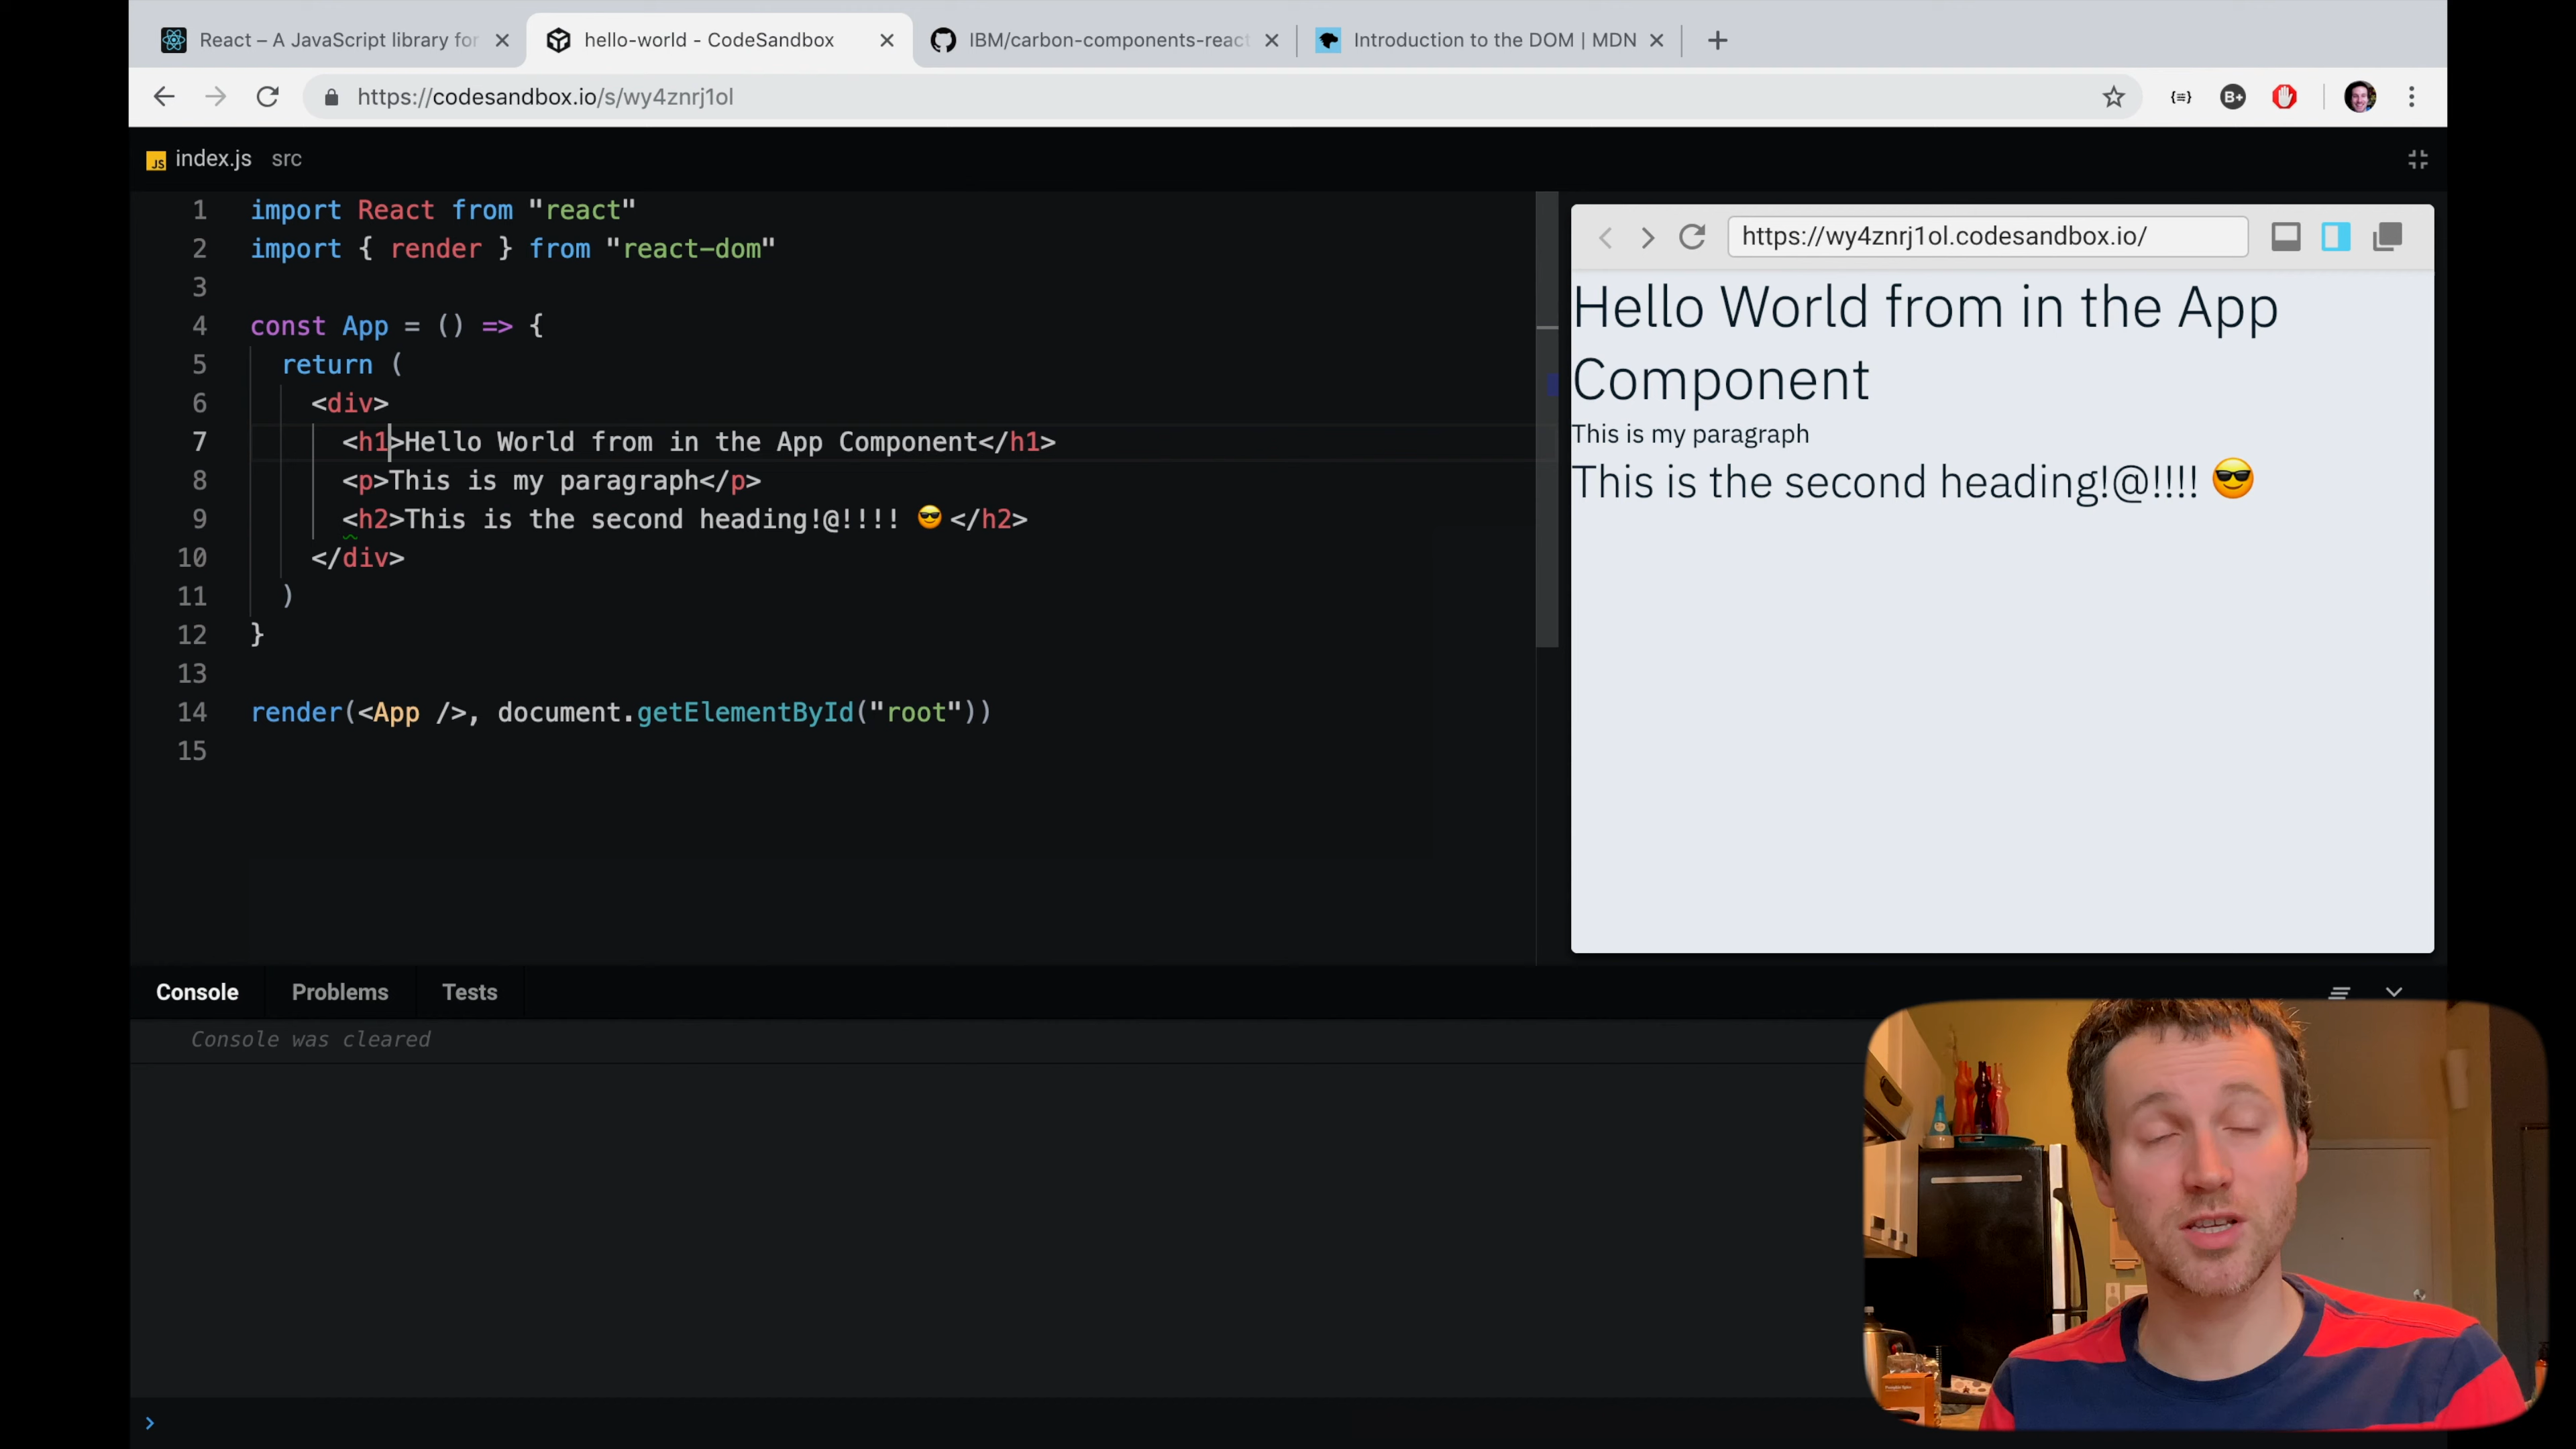 React – A JavaScript library for
hello-world - CodeSandbox
IBM/carbon-components-react
Introduction to the DOM | MDN
https://codesandbox.io/s/wy4znrj1ol
B+
JS index.js src
1 import React from "react"
2 import { render } from "react-dom"
3
4 const App = () => {
5 return (
6 <div>
7 <h1>Hello World from in the App Component</h1>
8 <p>This is my paragraph</p>
9 <h2>This is the second heading!@!!!! 😎 </h2>
10 </div>
11 )
12 }
13
14 render(<App />, document.getElementById("root"))
15
https://wy4znrj1ol.codesandbox.io/
Hello World from in the App
Component
This is my paragraph
This is the second heading!@!!!! 😎
Console Problems Tests
Console was cleared